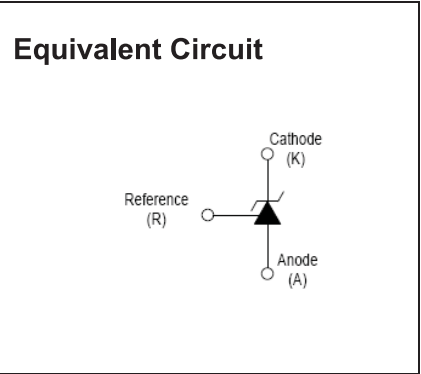 Equivalent Circuit
Cathode
(K)
Reference
(R)
Anode
(A)